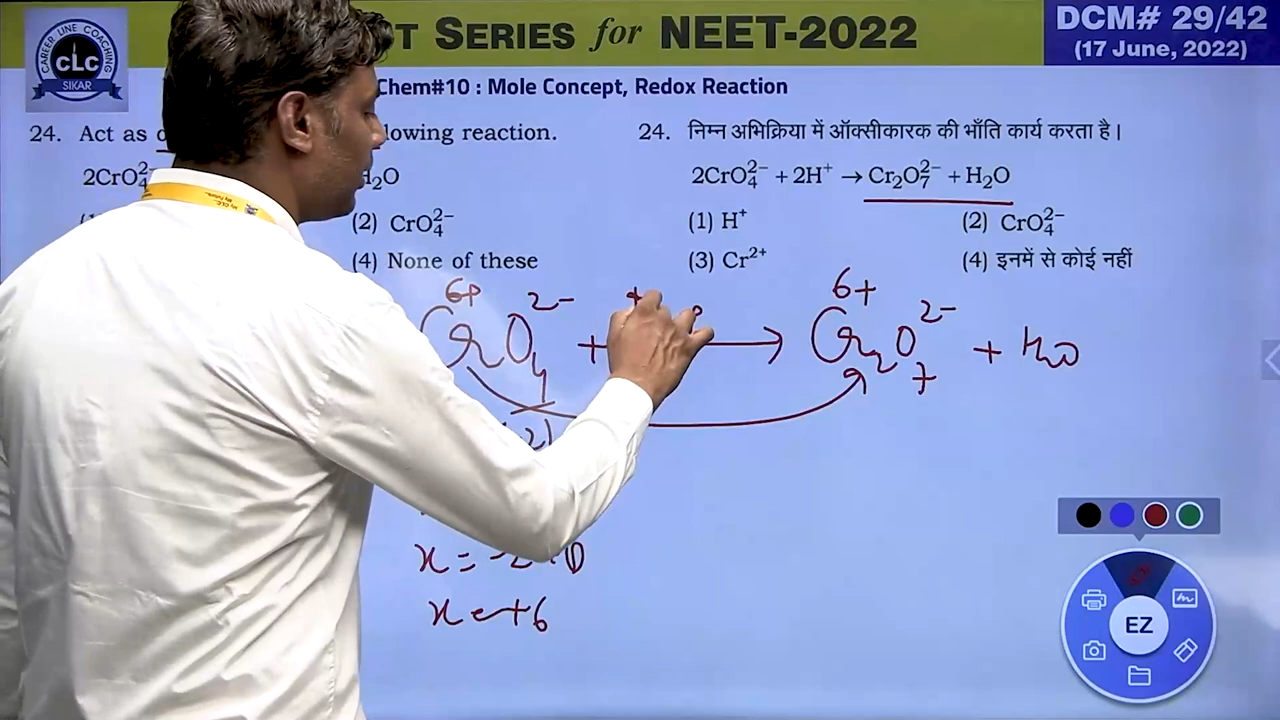 CAREER LINE COACHING
CLC
SIKAR
T SERIES for NEET-2022
DCM# 29/42
(17 June, 2022)
Chem#10 : Mole Concept, Redox Reaction
24. Act as lowing reaction.
2CrO₄²⁻ H₂O
(2) CrO₄²⁻
(4) None of these
24. निम्न अभिक्रिया में ऑक्सीकारक की भाँति कार्य करता है।
2CrO₄²⁻ + 2H⁺ → Cr₂O₇²⁻ + H₂O
(1) H⁺ (2) CrO₄²⁻
(3) Cr²⁺ (4) इनमें से कोई नहीं
6+ 6+
CrO₄²⁻ + → Cr₂O₇²⁻ + H₂O
x = -2
x = +6
EZ